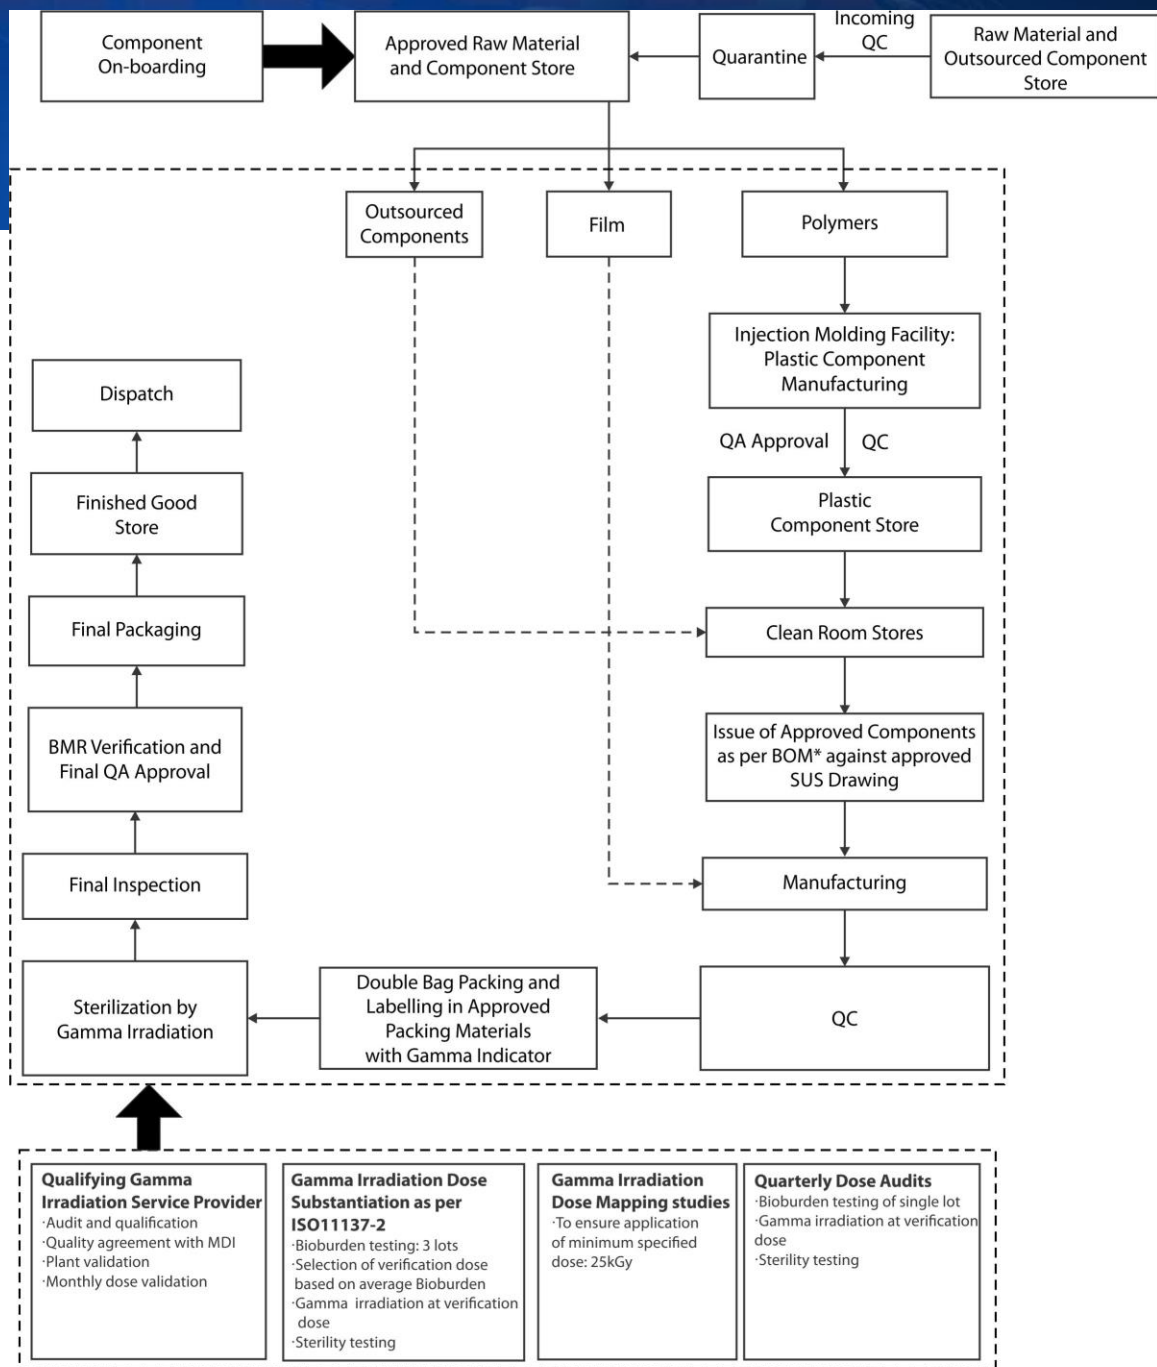 Component
On-boarding
Approved Raw Material
and Component Store
Quarantine
Incoming
QC
Raw Material and
Outsourced Component
Store
Outsourced
Components
Film
Polymers
Injection Molding Facility:
Plastic Component
Manufacturing
QA Approval
QC
Plastic
Component Store
Clean Room Stores
Issue of Approved Components
as per BOM* against approved
SUS Drawing
Manufacturing
QC
Double Bag Packing and
Labelling in Approved
Packing Materials
with Gamma Indicator
Sterilization by
Gamma Irradiation
Final Inspection
BMR Verification and
Final QA Approval
Final Packaging
Finished Good
Store
Dispatch
Qualifying Gamma
Irradiation Service Provider
·Audit and qualification
·Quality agreement with MDI
·Plant validation
·Monthly dose validation
Gamma Irradiation Dose
Substantiation as per
ISO11137-2
·Bioburden testing: 3 lots
·Selection of verification dose
based on average Bioburden
·Gamma irradiation at verification
dose
·Sterility testing
Gamma Irradiation
Dose Mapping studies
·To ensure application
of minimum specified
dose: 25kGy
Quarterly Dose Audits
·Bioburden testing of single lot
·Gamma irradiation at verification
dose
·Sterility testing